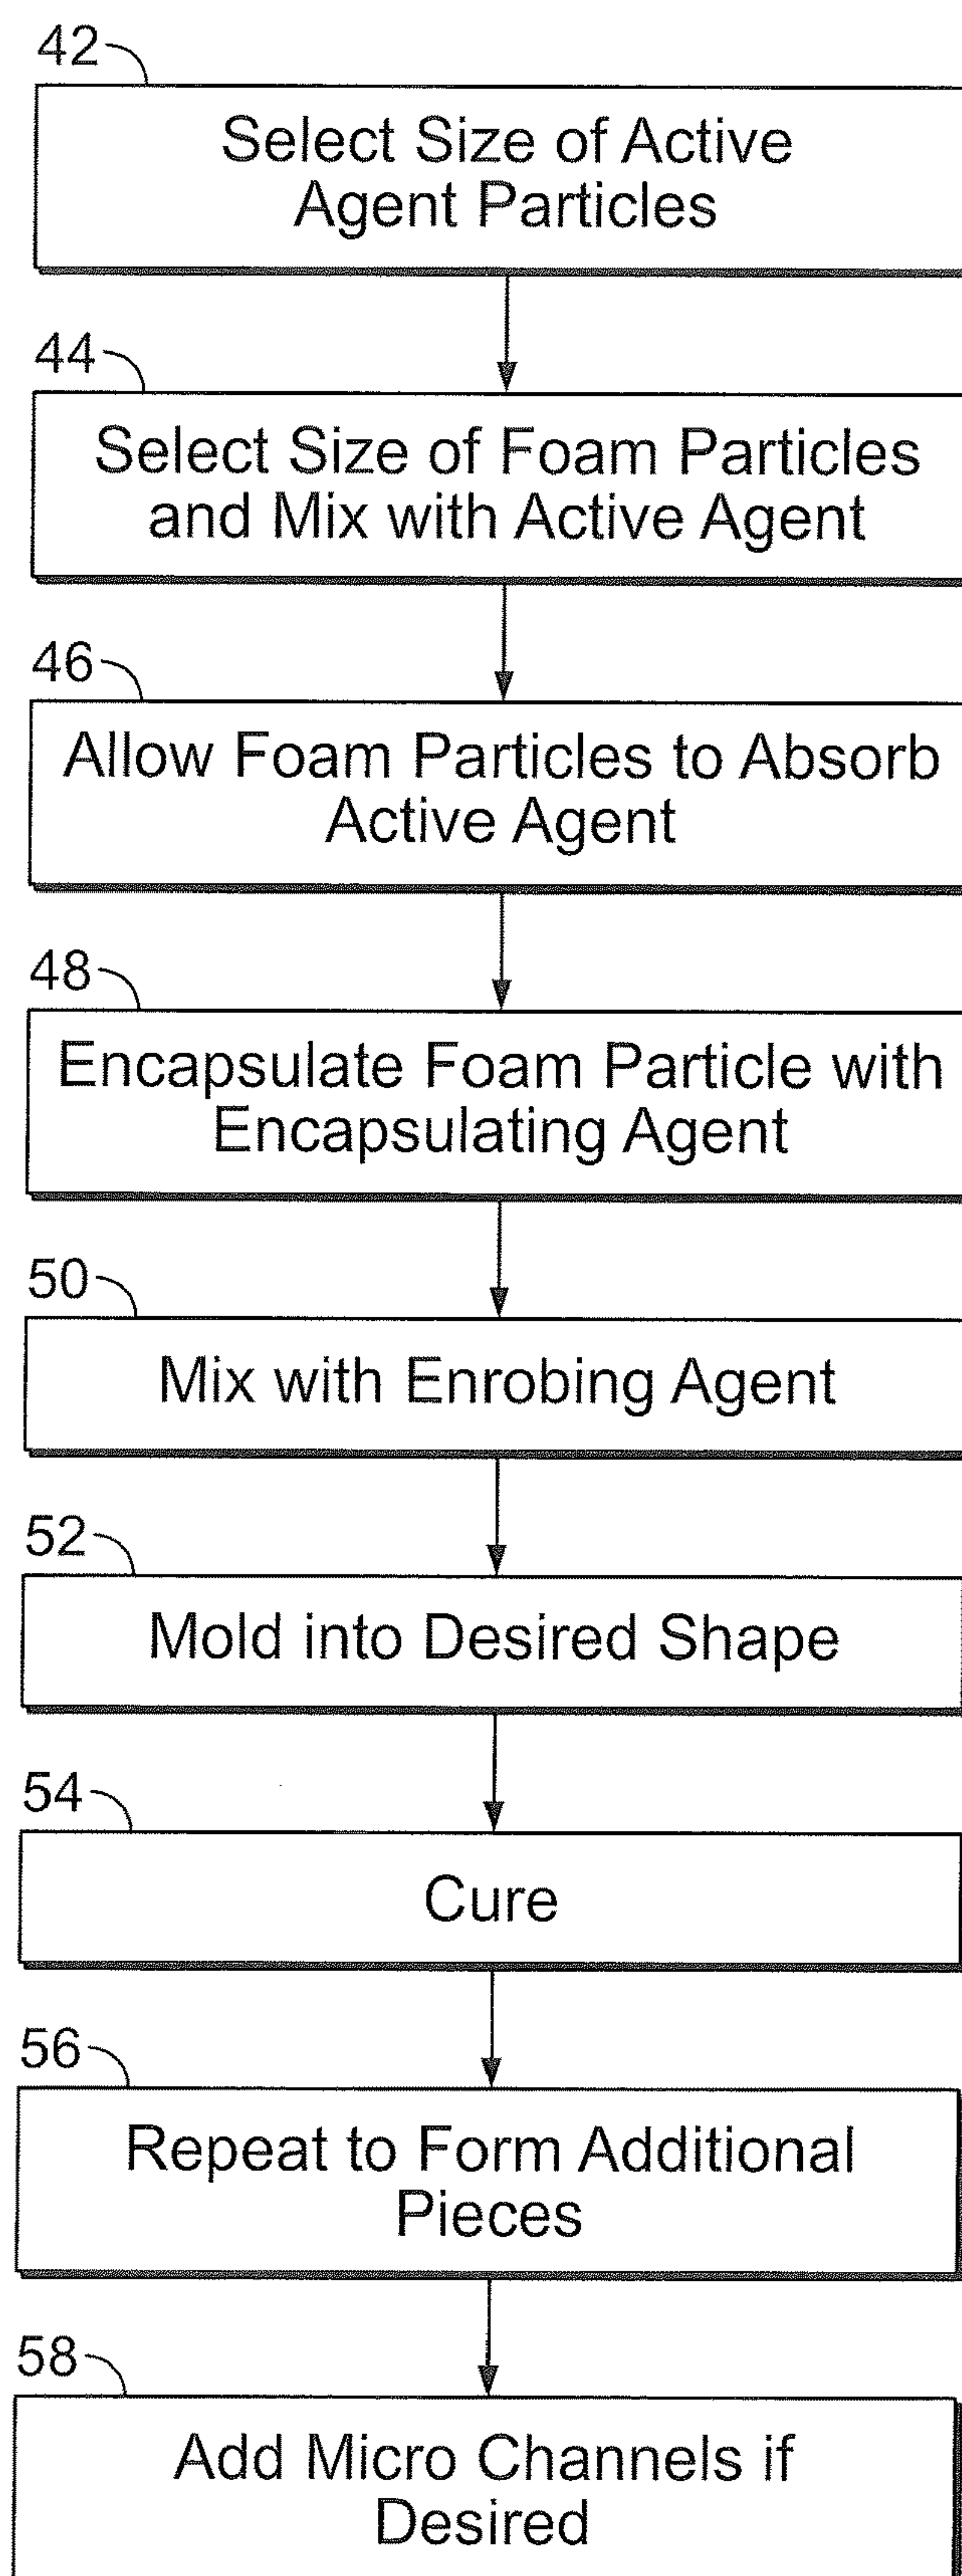 42
Select Size of Active
Agent Particles
44
Select Size of Foam Particles
and Mix with Active Agent
46
Allow Foam Particles to Absorb
Active Agent
48
Encapsulate Foam Particle with
Encapsulating Agent
50
Mix with Enrobing Agent
52
Mold into Desired Shape
54
Cure
56
Repeat to Form Additional
Pieces
58
Add Micro Channels if
Desired